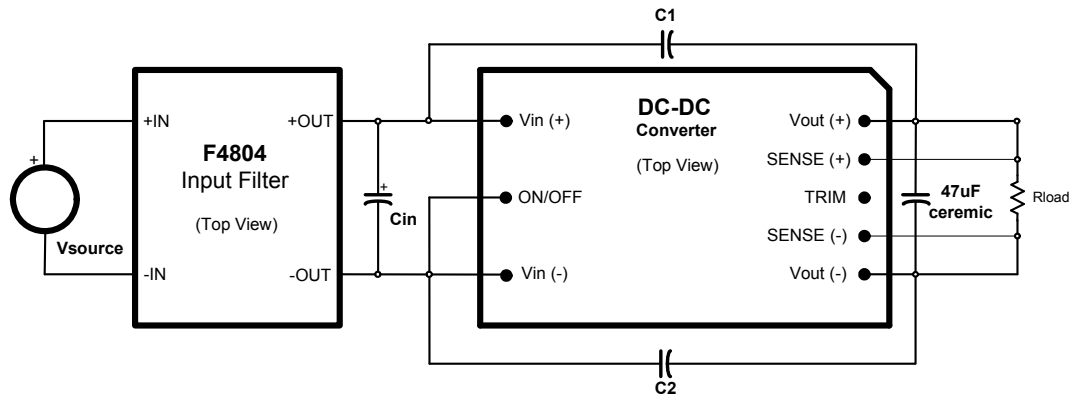 C1
+IN
+OUT
F4804
Input Filter
(Top View)
-IN
-OUT
+
Vsource
+
Cin
DC-DC
Converter
(Top View)
Vin (+)
ON/OFF
Vin (-)
Vout (+)
SENSE (+)
TRIM
SENSE (-)
Vout (-)
47uF
ceremic
Rload
C2